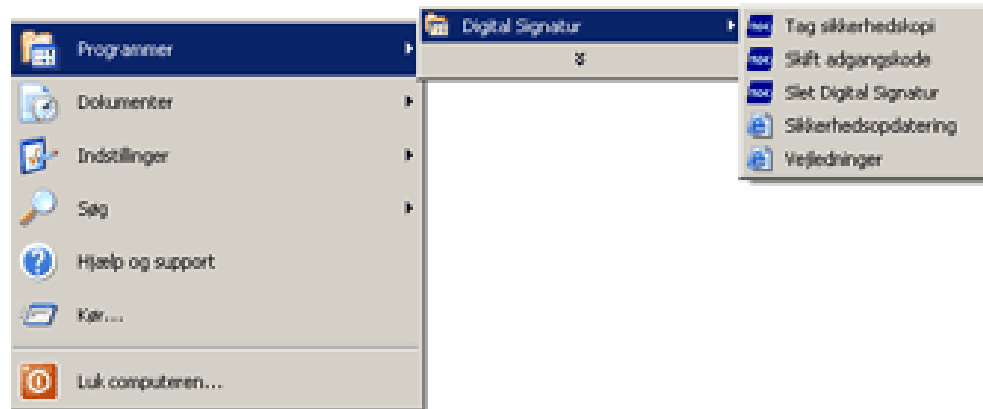 Programmer
Dokumenter
Indstillinger
Søg
Hjælp og support
Kør...
Luk computeren...
Digital Signatur
Tag sikkerhedskopi
Skift adgangskode
Slet Digital Signatur
Sikkerhedsopdatering
Vejledninger